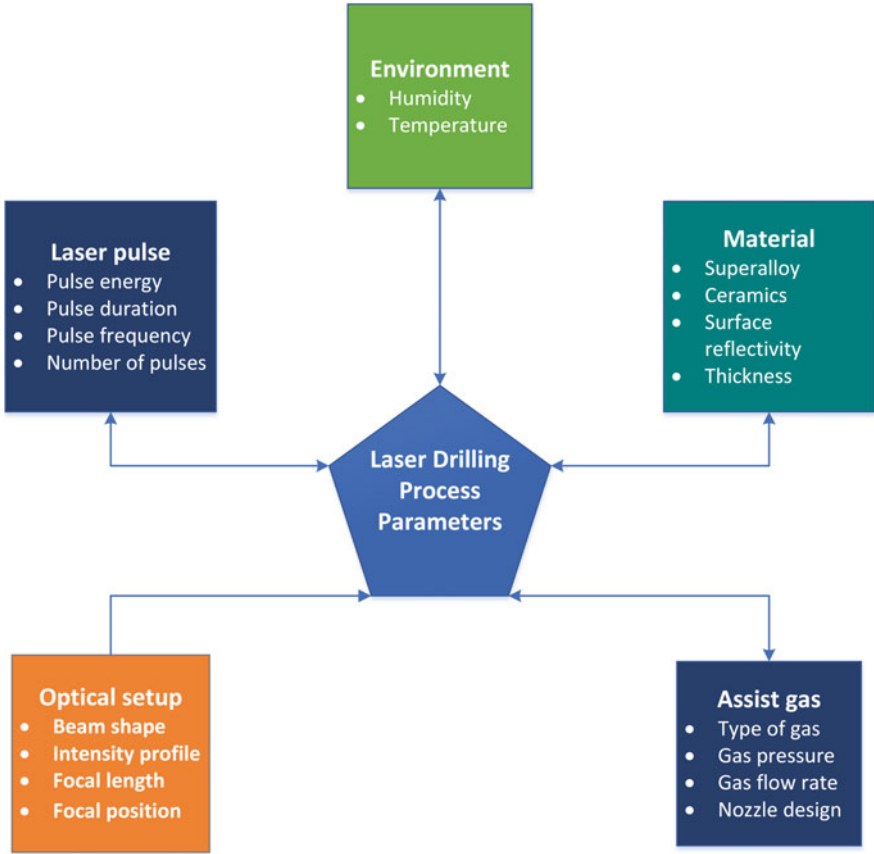 Environment
• Humidity
• Temperature
Laser pulse
• Pulse energy
• Pulse duration
• Pulse frequency
• Number of pulses
Material
• Superalloy
• Ceramics
• Surface
reflectivity
• Thickness
Laser Drilling
Process
Parameters
Optical setup
• Beam shape
• Intensity profile
• Focal length
• Focal position
Assist gas
• Type of gas
• Gas pressure
• Gas flow rate
• Nozzle design